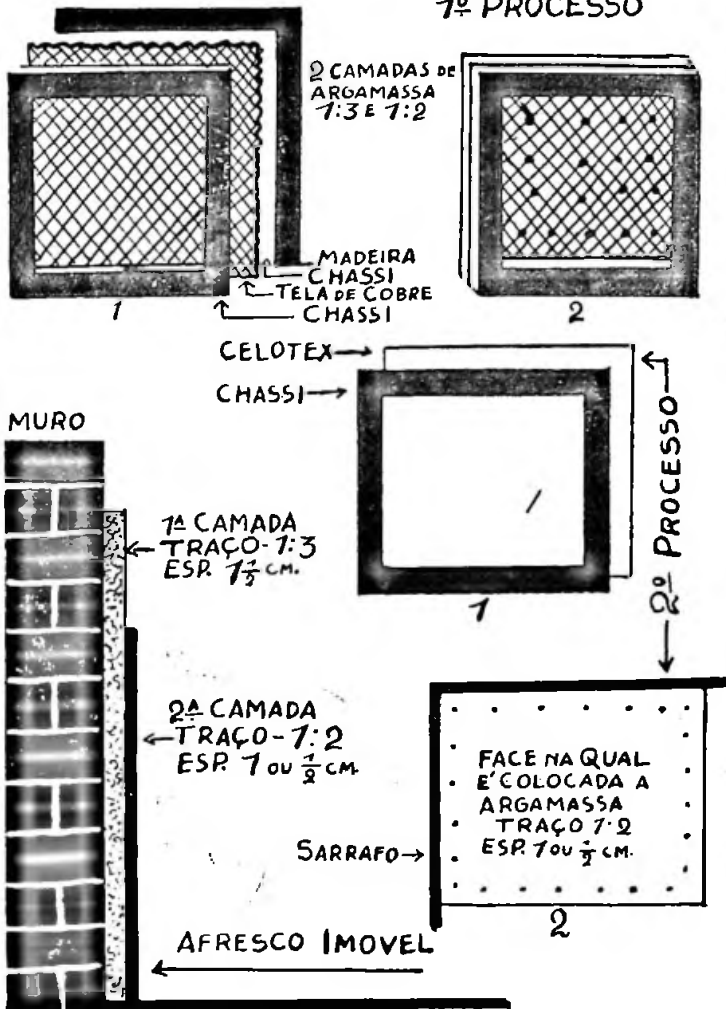 1º PROCESSO
2 CAMADAS DE
ARGAMASSA
1:3 E 1:2
MADEIRA
CHASSI
TELA DE COBRE
CHASSI
1
2
CELOTEX
CHASSI
1
2º PROCESSO
MURO
1ª CAMADA
TRAÇO-1:3
ESP. 1 1/2 CM.
2ª CAMADA
TRAÇO-1:2
ESP. 1 OU 1/2 CM.
FACE NA QUAL
E' COLOCADA A
ARGAMASSA
TRAÇO 1:2
ESP. 1 OU 1/2 CM.
SARRAFO
2
AFRESCO IMOVEL